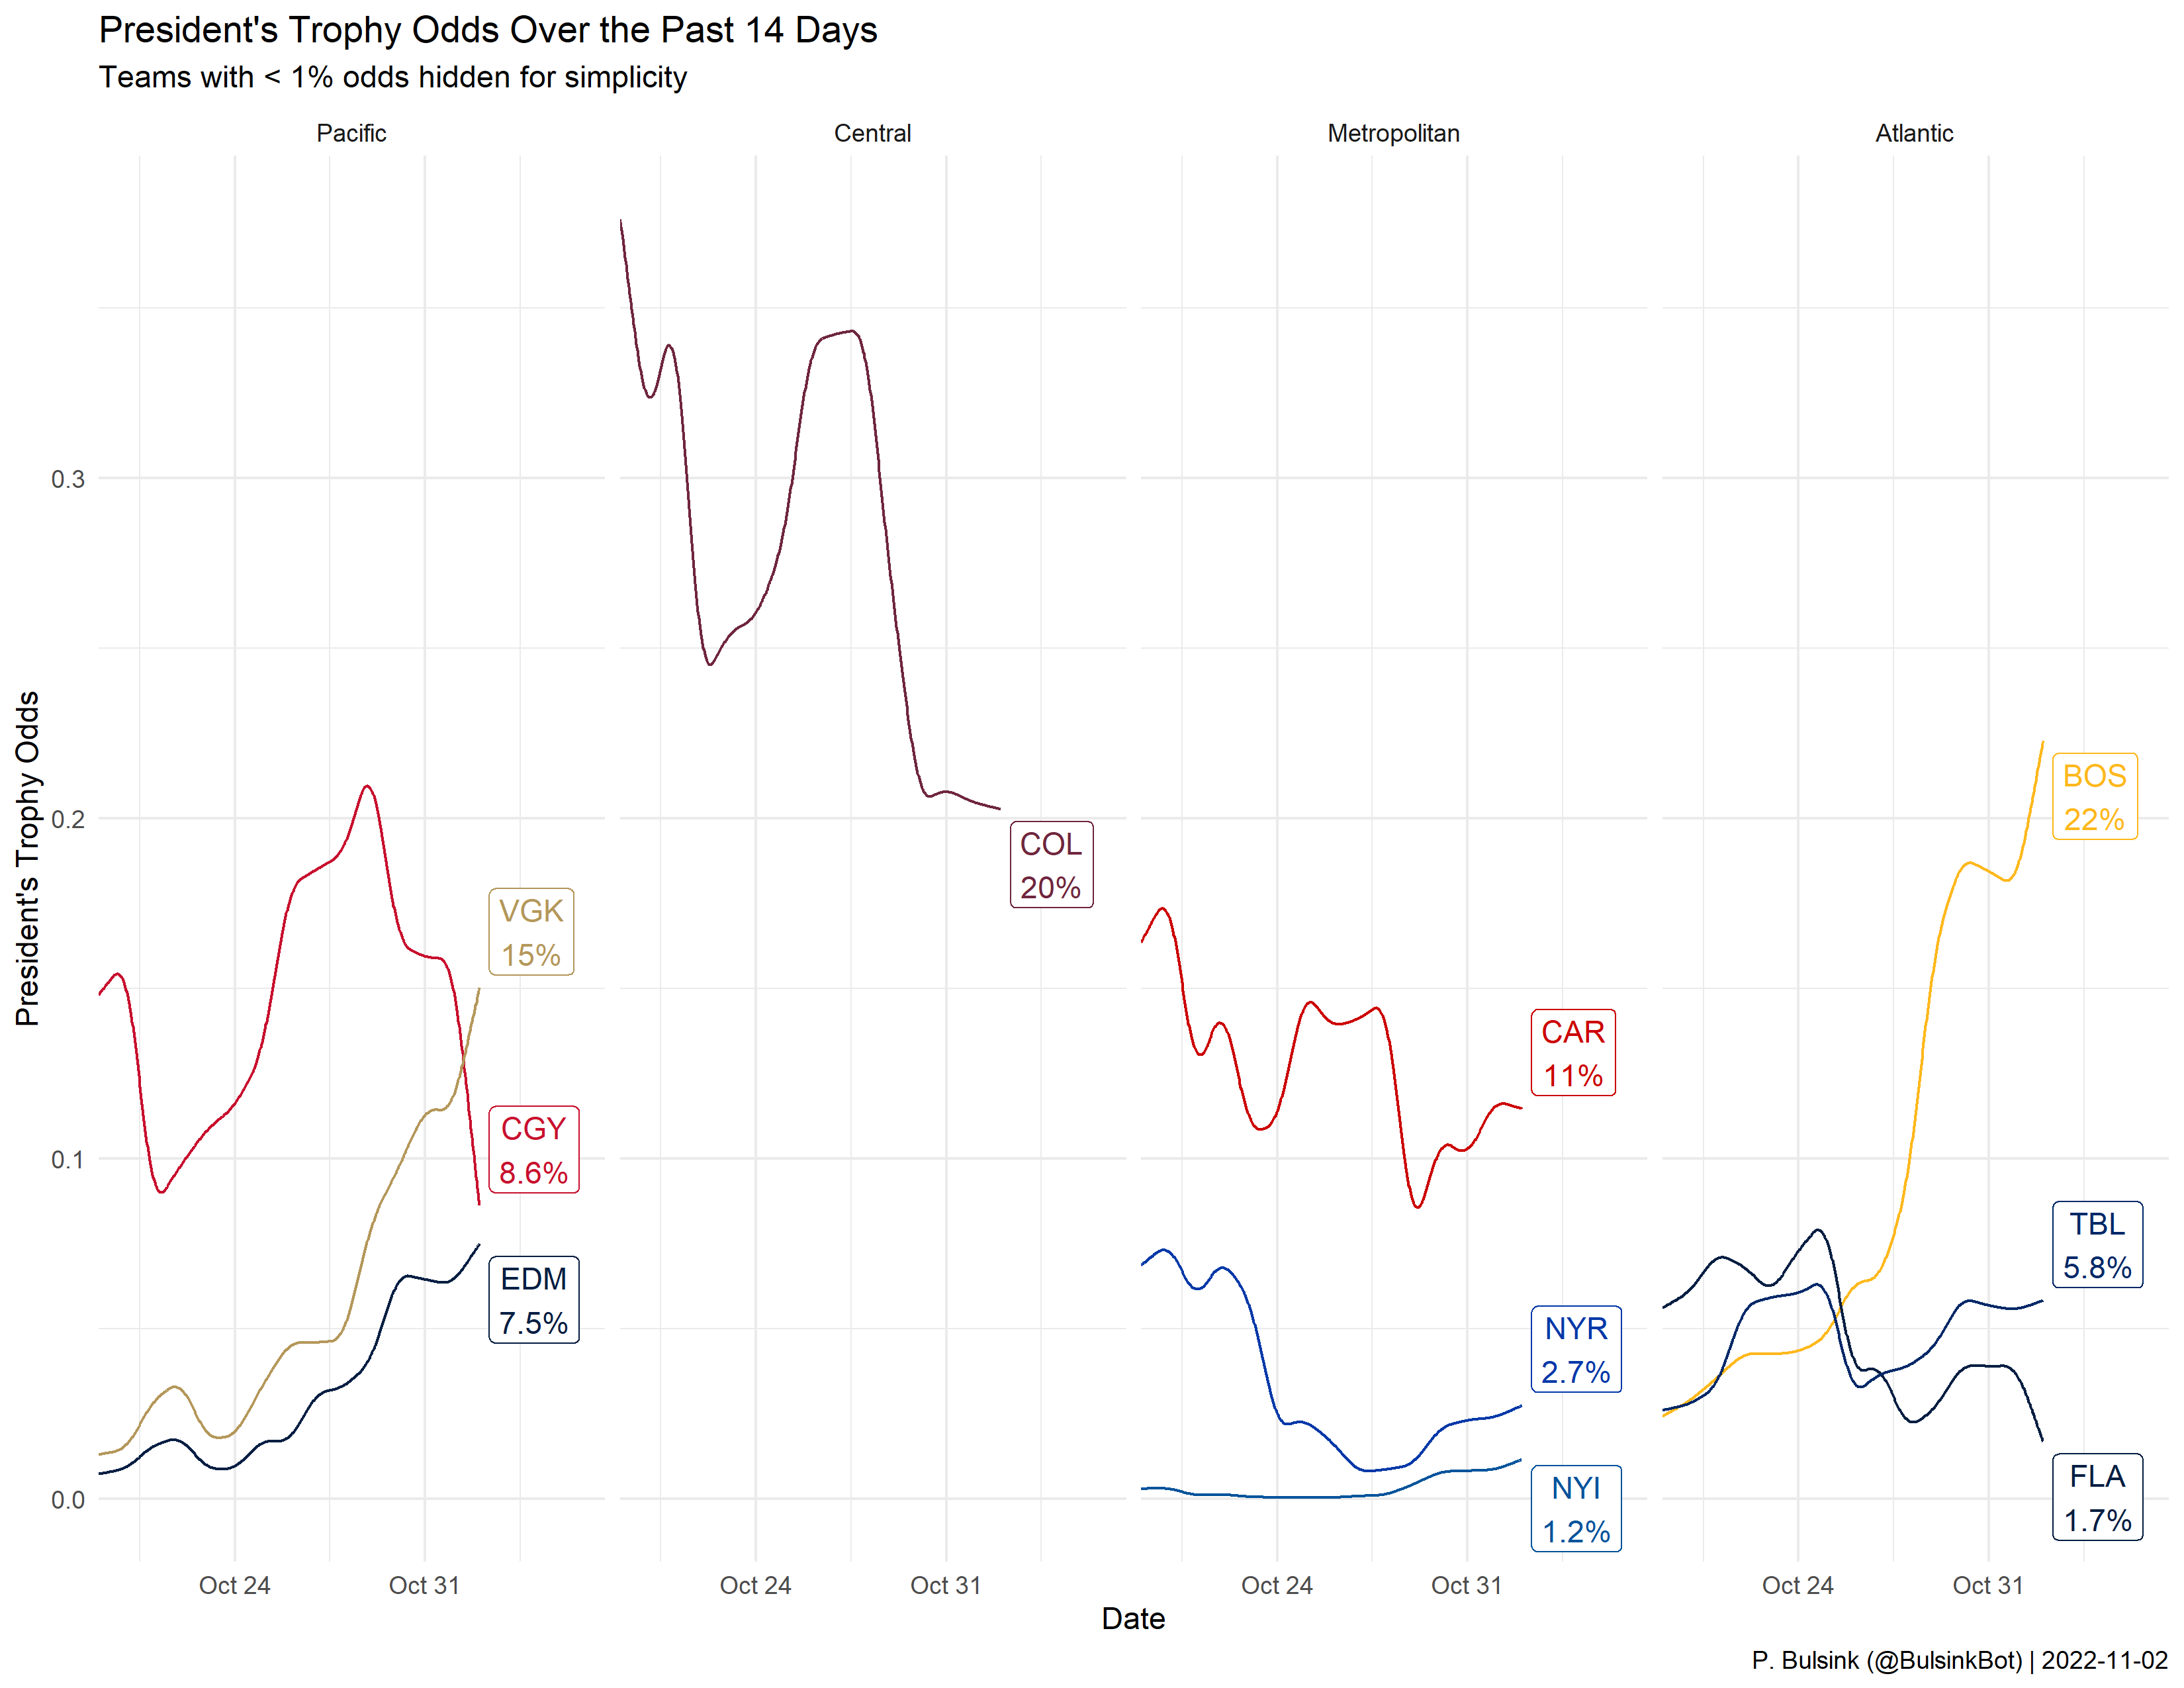 President's Trophy Odds Over the Past 14 Days
Teams with < 1% odds hidden for simplicity
Pacific
Central
Metropolitan
Atlantic
President's Trophy Odds
0.3
0.2
0.1
0.0
VGK
15%
CGY
8.6%
EDM
7.5%
COL
20%
CAR
11%
NYR
2.7%
NYI
1.2%
BOS
22%
TBL
5.8%
FLA
1.7%
Oct 24
Oct 31
Oct 24
Oct 31
Oct 24
Oct 31
Oct 24
Oct 31
Date
P. Bulsink (@BulsinkBot) | 2022-11-02